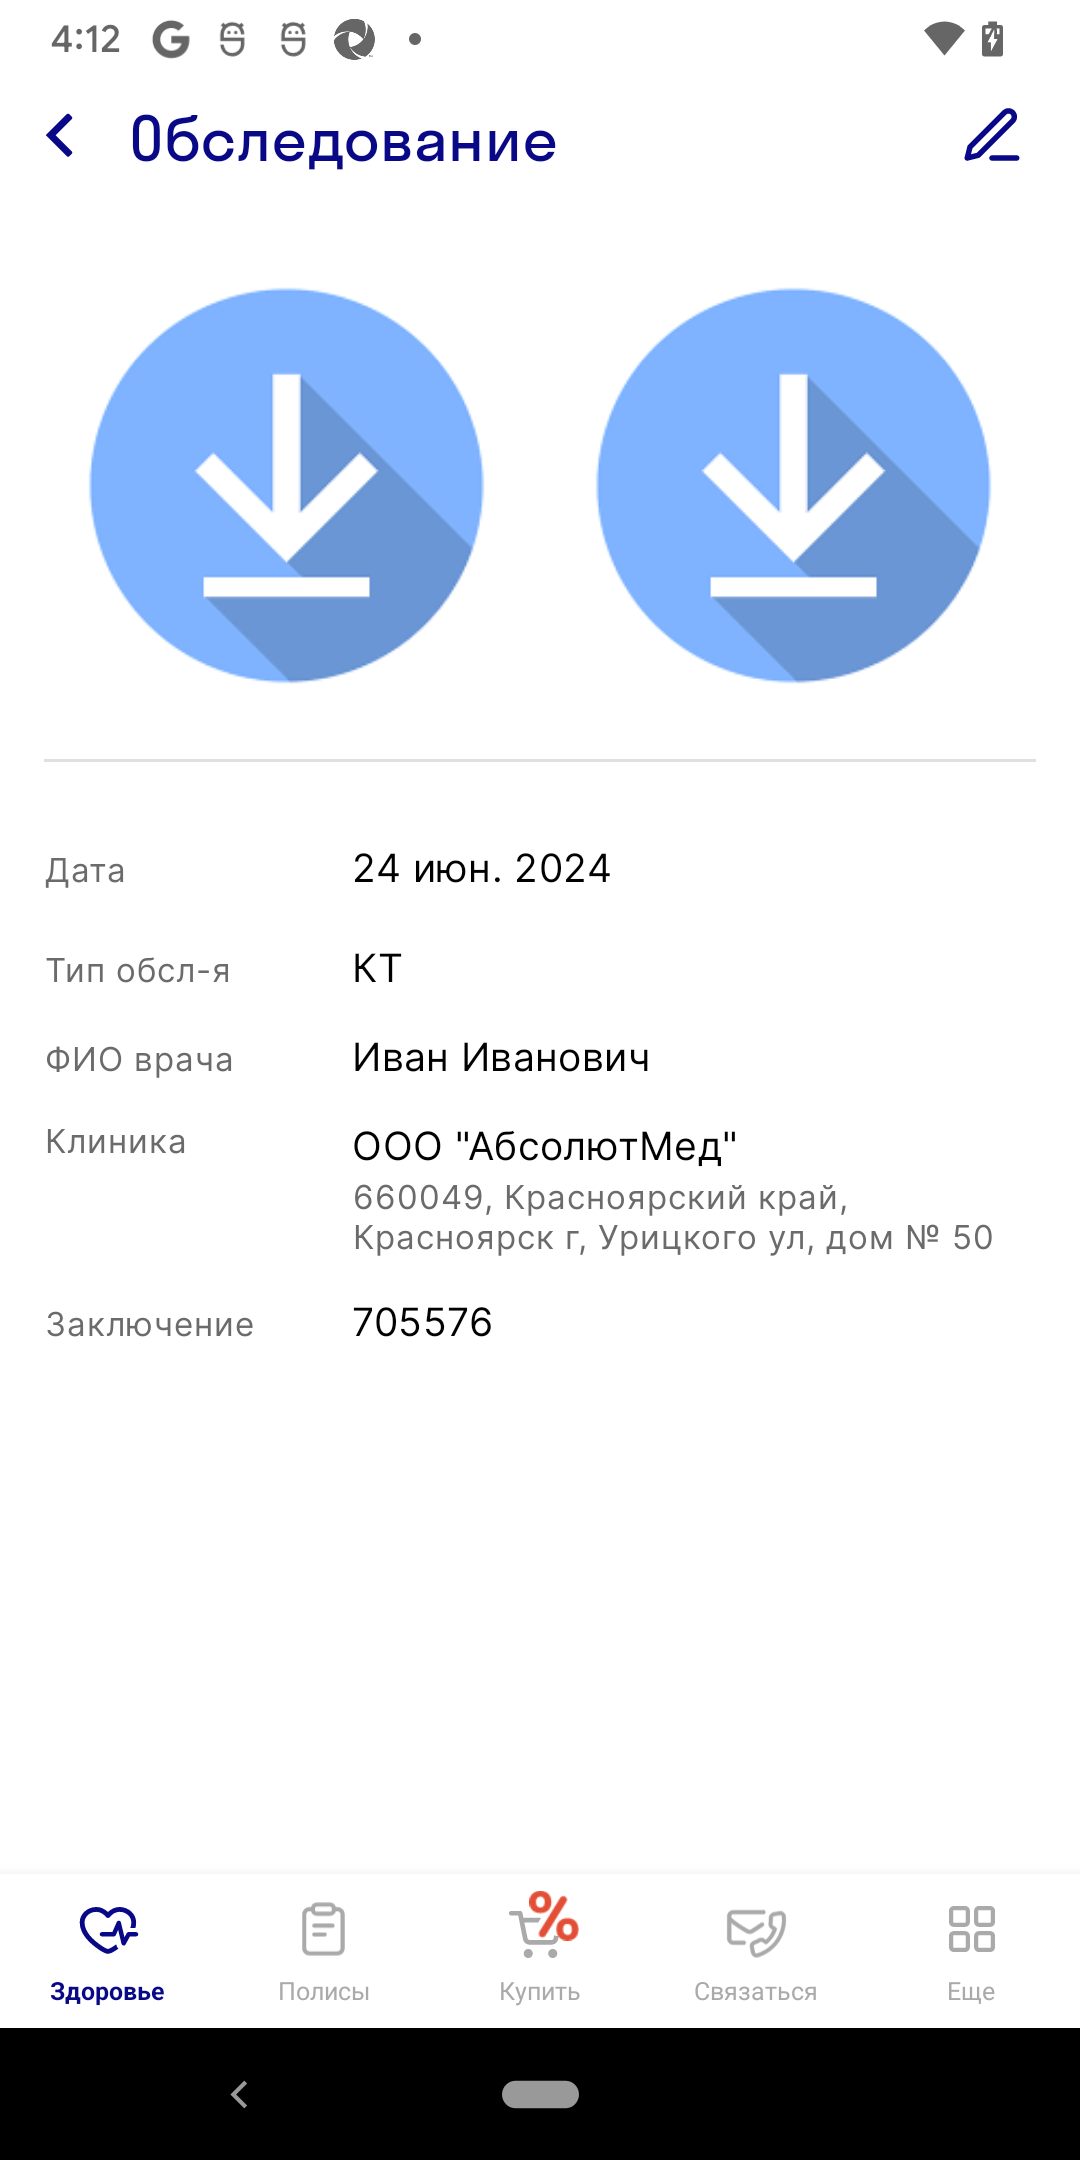 4:12
Обследование
Дата
24 июн. 2024
Тип обсл-я
КТ
ФИО врача
Иван Иванович
Клиника
ООО "АбсолютМед"
660049, Красноярский край,
Красноярск г, Урицкого ул, дом № 50
Заключение
705576
%
Здоровье
Полисы
Купить
Связаться
Еще